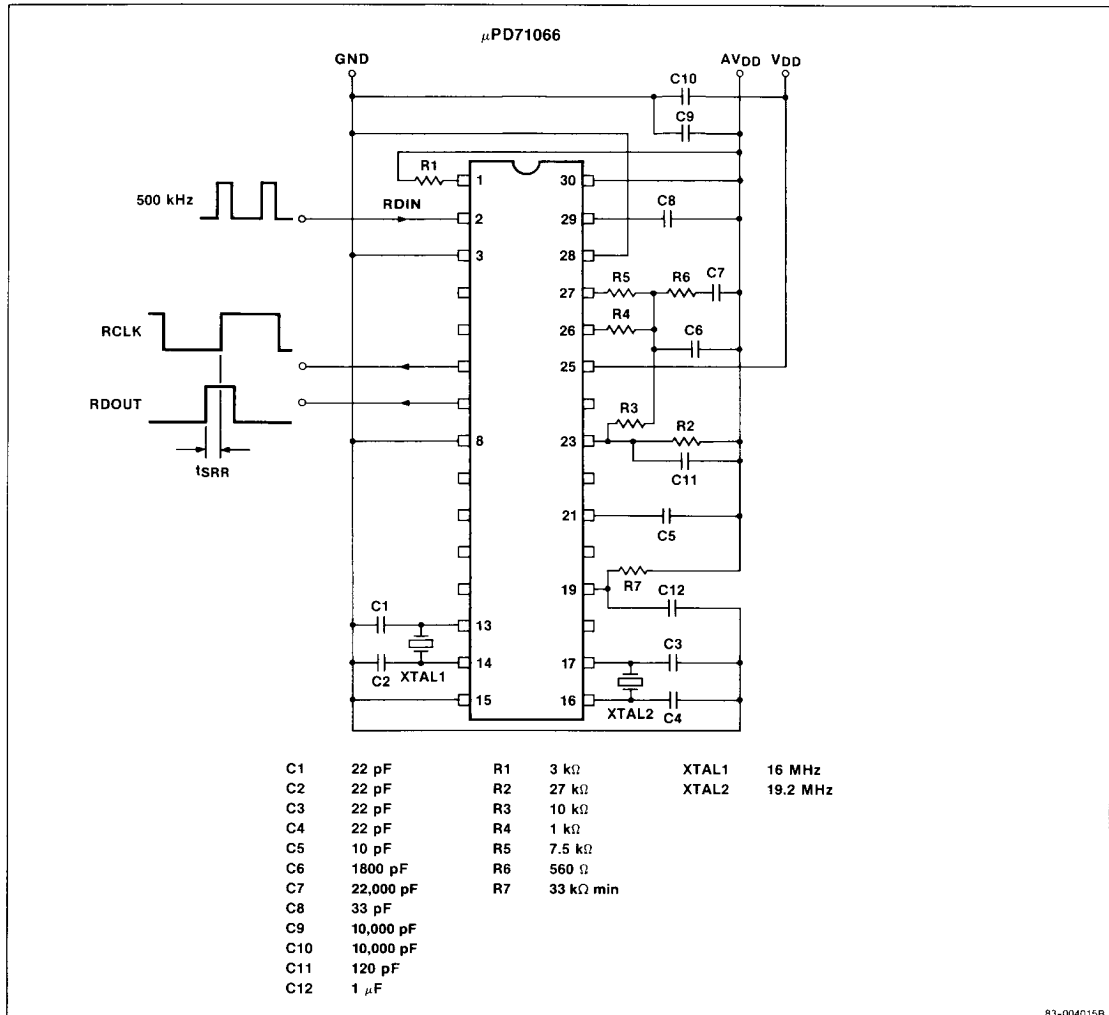 μPD71066
GND
AVDD
VDD
C10
C9
R1
1
30
500 kHz
RDIN
2
29
C8
3
28
27
R5
R6
C7
26
R4
C6
RCLK
25
RDOUT
R3
8
23
R2
C11
tSRR
21
C5
19
R7
C12
C1
13
14
17
C3
C2
XTAL1
15
16
XTAL2
C4
C1 22 pF R1 3 kΩ XTAL1 16 MHz
C2 22 pF R2 27 kΩ XTAL2 19.2 MHz
C3 22 pF R3 10 kΩ
C4 22 pF R4 1 kΩ
C5 10 pF R5 7.5 kΩ
C6 1800 pF R6 560 Ω
C7 22,000 pF R7 33 kΩ min
C8 33 pF
C9 10,000 pF
C10 10,000 pF
C11 120 pF
C12 1 μF
83-004015B